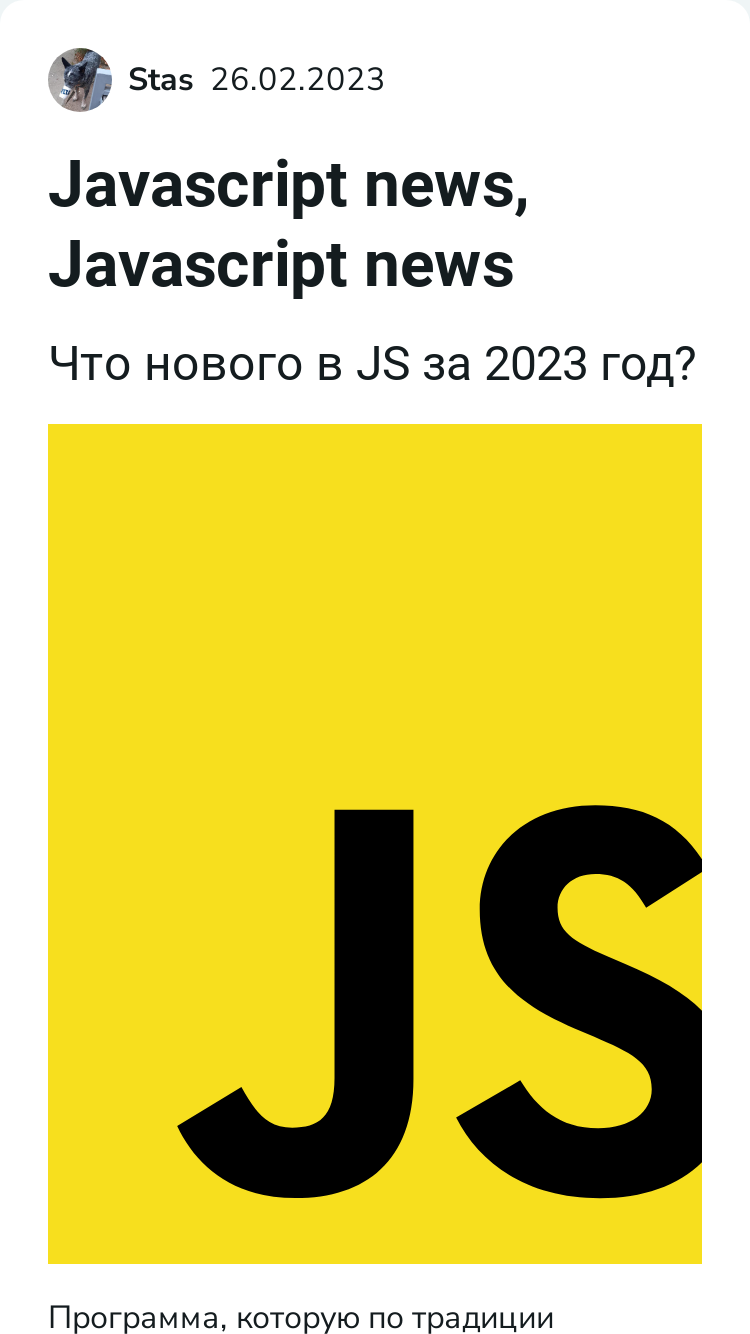 Stas 26.02.2023
Javascript news,
Javascript news
Что нового в JS за 2023 год?
JS
Программа, которую по традиции